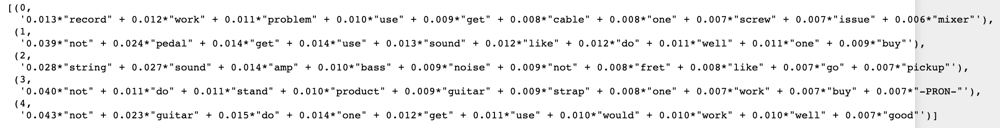 [(0,
'0.013*"record" + 0.012*"work" + 0.011*"problem" + 0.010*"use" + 0.009*"get" + 0.008*"cable" + 0.008*"one" + 0.007*"screw" + 0.007*"issue" + 0.006*"mixer"'),
(1,
'0.039*"not" + 0.024*"pedal" + 0.014*"get" + 0.014*"use" + 0.013*"sound" + 0.012*"like" + 0.012*"do" + 0.011*"well" + 0.011*"one" + 0.009*"buy"'),
(2,
'0.028*"string" + 0.027*"sound" + 0.014*"amp" + 0.010*"bass" + 0.009*"noise" + 0.009*"not" + 0.008*"fret" + 0.008*"like" + 0.007*"go" + 0.007*"pickup"'),
(3,
'0.040*"not" + 0.011*"do" + 0.011*"stand" + 0.010*"product" + 0.009*"guitar" + 0.009*"strap" + 0.008*"one" + 0.007*"work" + 0.007*"buy" + 0.007*"-PRON-"'),
(4,
'0.043*"not" + 0.023*"guitar" + 0.015*"do" + 0.014*"one" + 0.012*"get" + 0.011*"use" + 0.010*"would" + 0.010*"work" + 0.010*"well" + 0.007*"good"')]